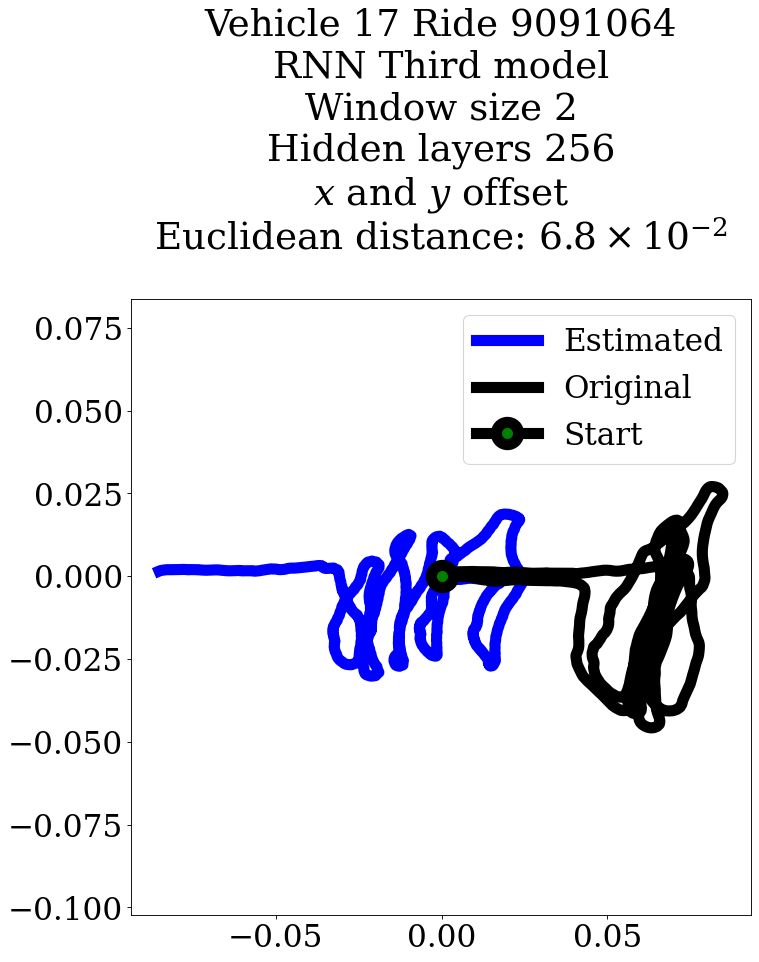 Vehicle 17 Ride 9091064
RNN Third model
Window size 2
Hidden layers 256
x and y offset
Euclidean distance: 6.8 × 10⁻²
Estimated
Original
Start
0.075
0.050
0.025
0.000
−0.025
−0.050
−0.075
−0.100
−0.05
0.00
0.05